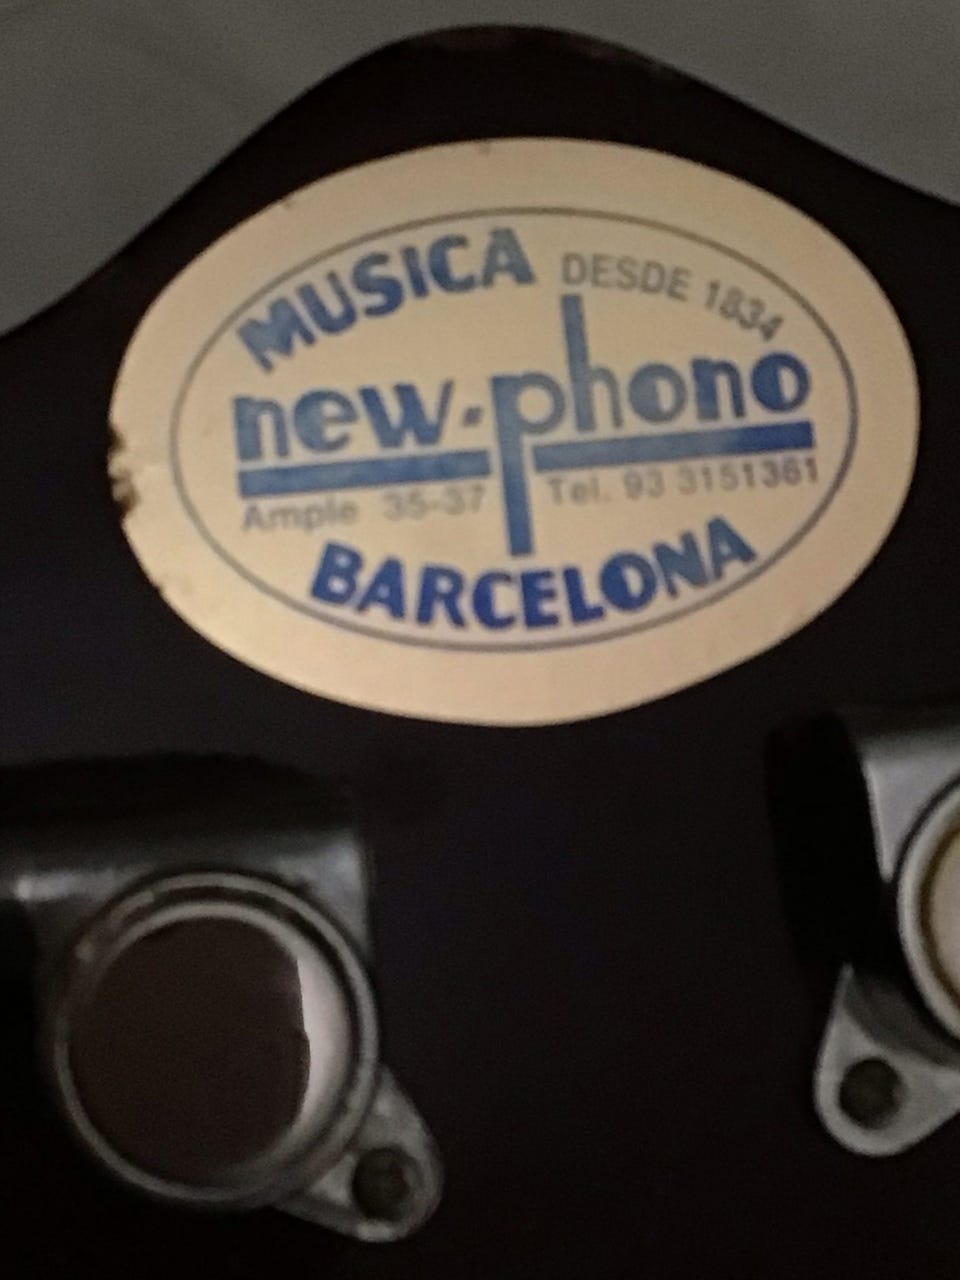 MUSICA DESDE 1834
new-phono
Ample 35-37 Tel. 93 3151361
BARCELONA